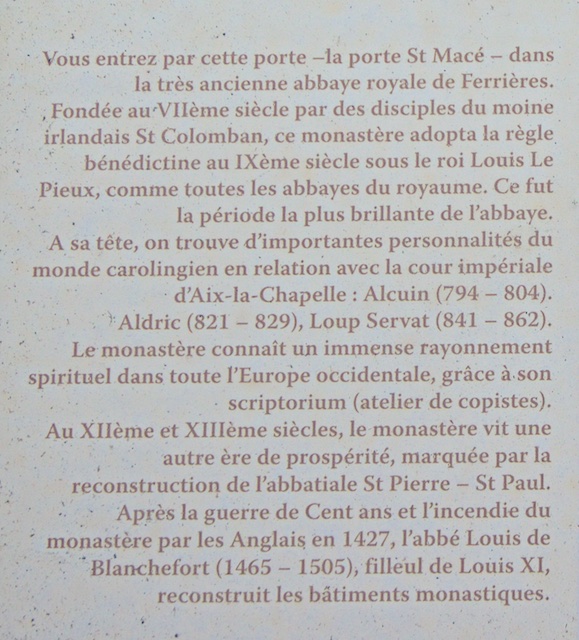 Vous entrez par cette porte –la porte St Macé – dans
la très ancienne abbaye royale de Ferrières.
Fondée au VIIème siècle par des disciples du moine
irlandais St Colomban, ce monastère adopta la règle
bénédictine au IXème siècle sous le roi Louis Le
Pieux, comme toutes les abbayes du royaume. Ce fut
la période la plus brillante de l’abbaye.
A sa tête, on trouve d’importantes personnalités du
monde carolingien en relation avec la cour impériale
d’Aix-la-Chapelle : Alcuin (794 – 804).
Aldric (821 – 829), Loup Servat (841 – 862).
Le monastère connaît un immense rayonnement
spirituel dans toute l’Europe occidentale, grâce à son
scriptorium (atelier de copistes).
Au XIIème et XIIIème siècles, le monastère vit une
autre ère de prospérité, marquée par la
reconstruction de l’abbatiale St Pierre – St Paul.
Après la guerre de Cent ans et l’incendie du
monastère par les Anglais en 1427, l’abbé Louis de
Blanchefort (1465 – 1505), filleul de Louis XI,
reconstruit les bâtiments monastiques.